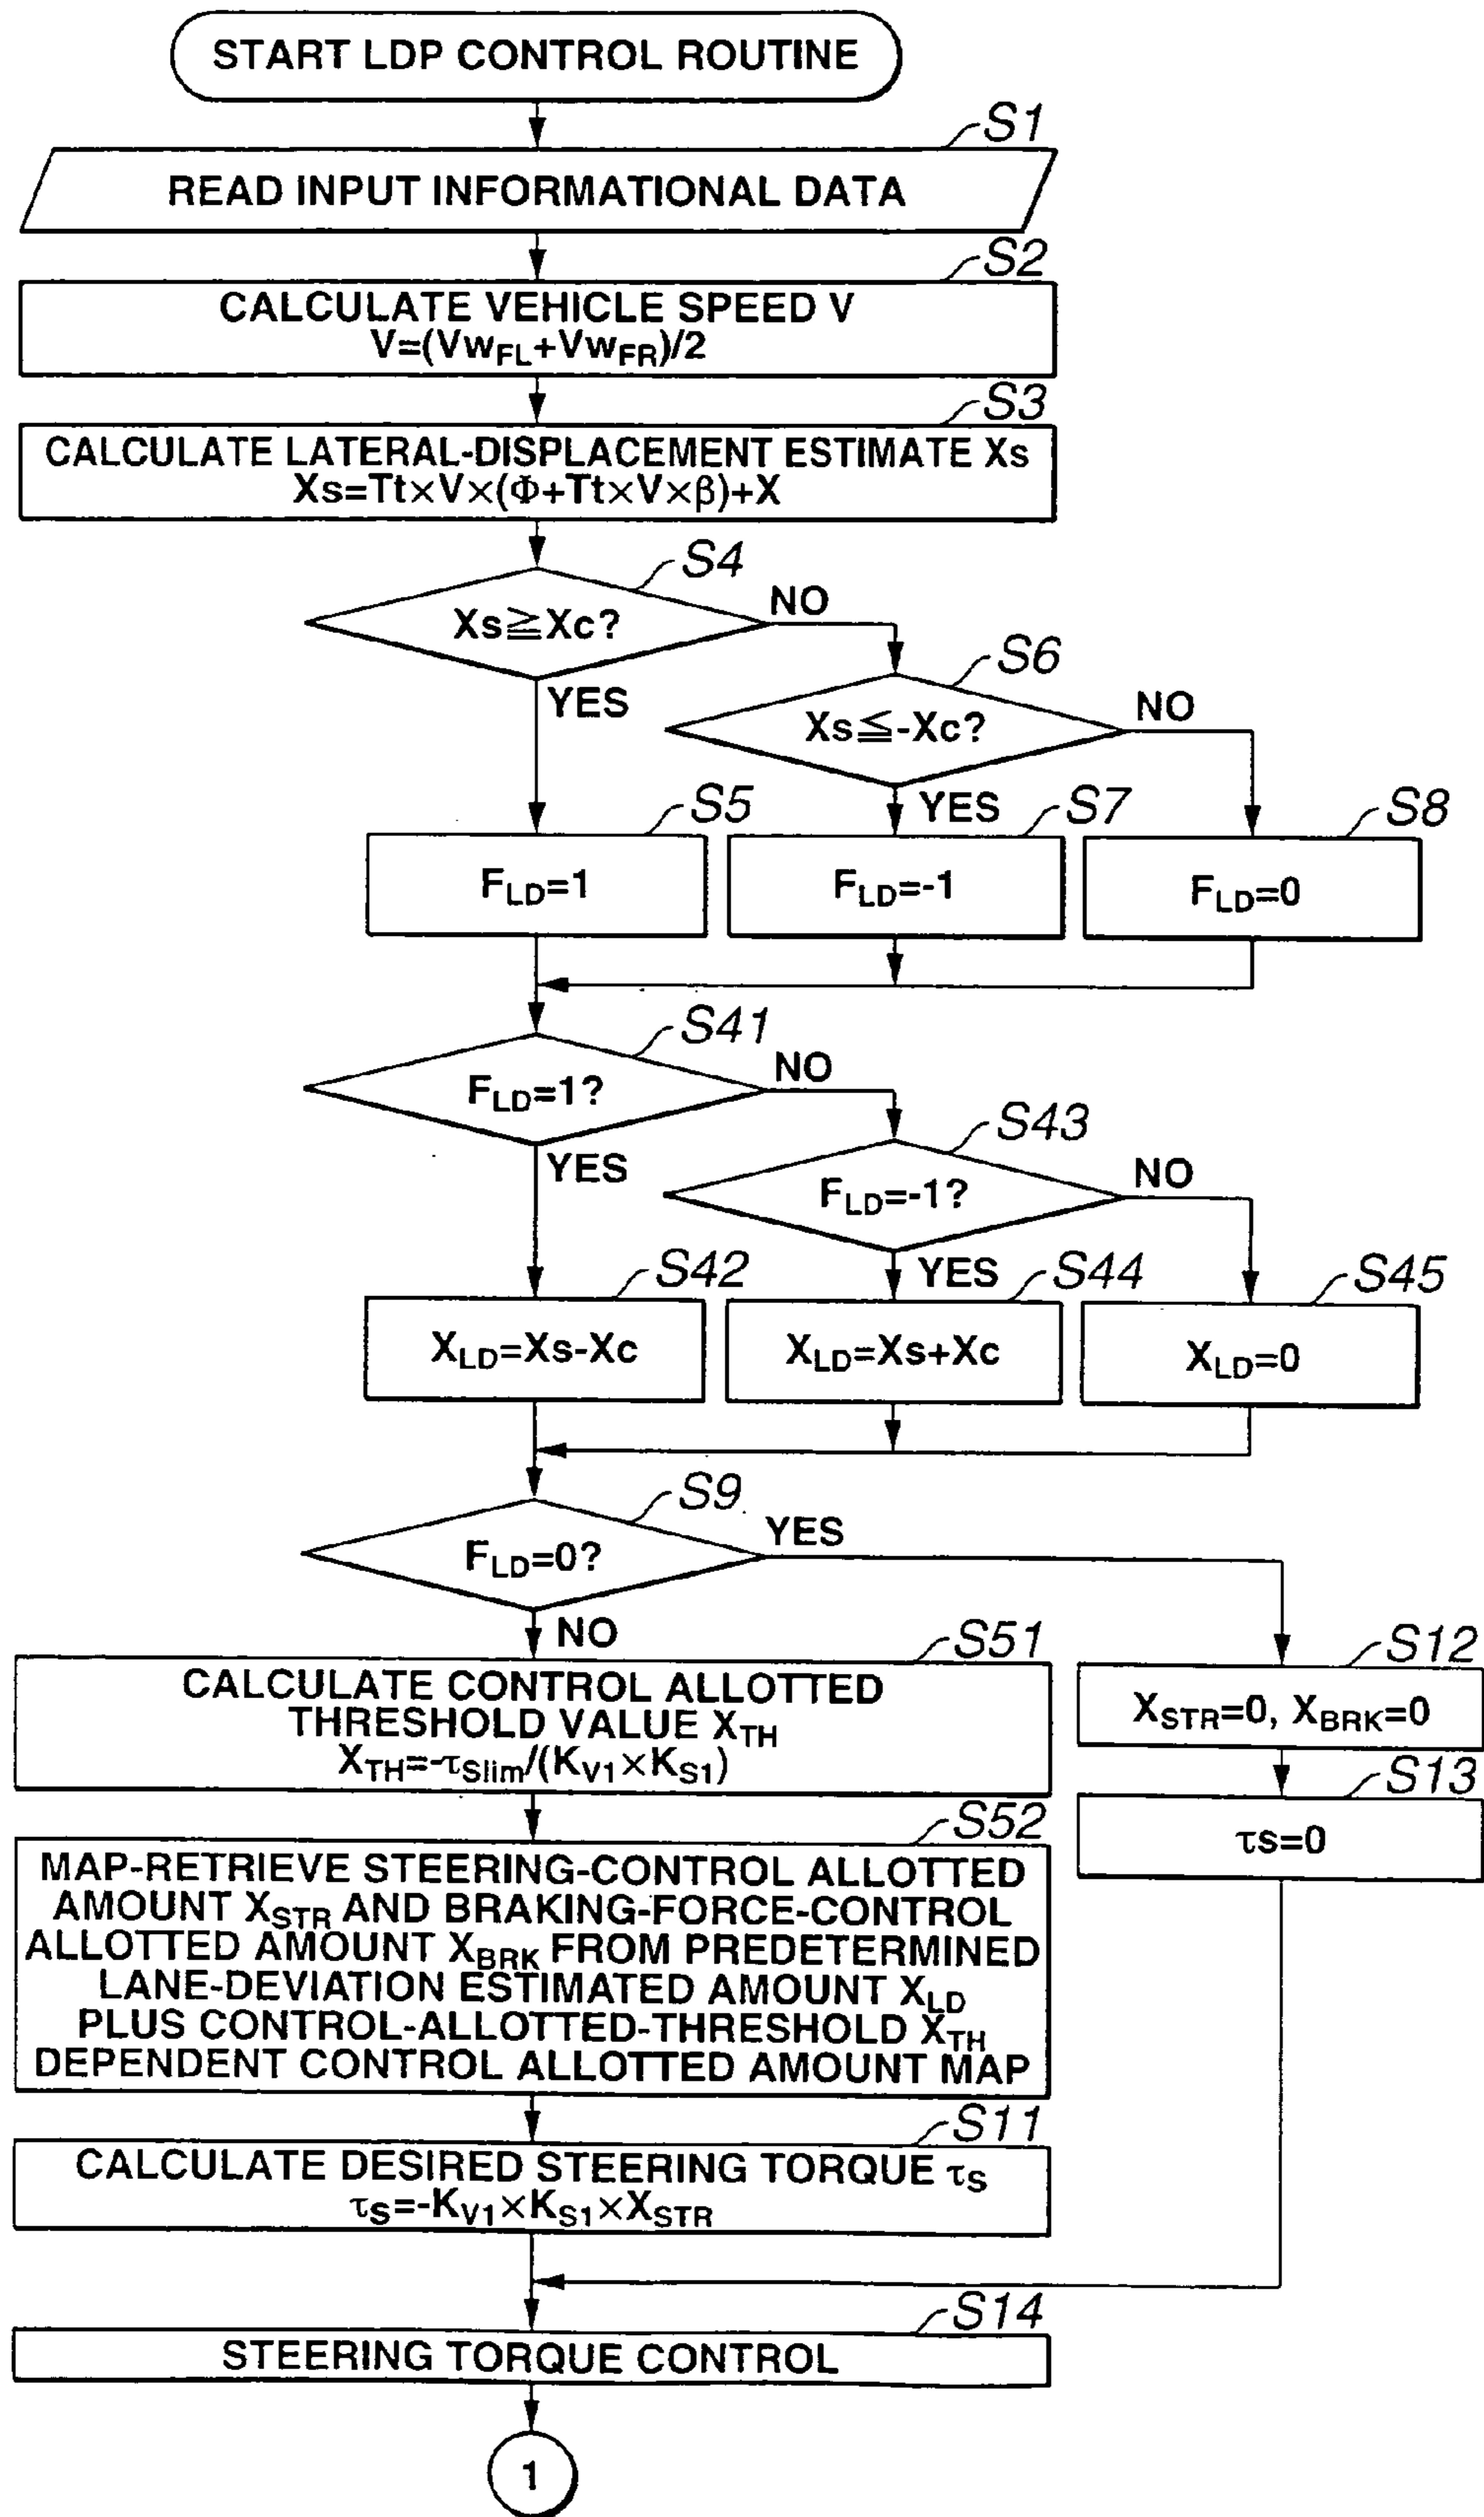 START LDP CONTROL ROUTINE
S1
READ INPUT INFORMATIONAL DATA
S2
CALCULATE VEHICLE SPEED V
V=(VwFL+VwFR)/2
S3
CALCULATE LATERAL-DISPLACEMENT ESTIMATE Xs
Xs=Tt×V×(Φ+Tt×V×β)+X
S4
Xs≧Xc?
NO
YES
S6
Xs≦-Xc?
NO
YES
S5
FLD=1
S7
FLD=-1
S8
FLD=0
S41
FLD=1?
NO
YES
S43
FLD=-1?
NO
YES
S42
XLD=Xs-Xc
S44
XLD=Xs+Xc
S45
XLD=0
S9
FLD=0?
YES
NO
S51
CALCULATE CONTROL ALLOTTED
THRESHOLD VALUE XTH
XTH=-τSlim/(KV1×KS1)
S12
XSTR=0, XBRK=0
S13
τs=0
S52
MAP-RETRIEVE STEERING-CONTROL ALLOTTED
AMOUNT XSTR AND BRAKING-FORCE-CONTROL
ALLOTTED AMOUNT XBRK FROM PREDETERMINED
LANE-DEVIATION ESTIMATED AMOUNT XLD
PLUS CONTROL-ALLOTTED-THRESHOLD XTH
DEPENDENT CONTROL ALLOTTED AMOUNT MAP
S11
CALCULATE DESIRED STEERING TORQUE τS
τS=-KV1×KS1×XSTR
S14
STEERING TORQUE CONTROL
1